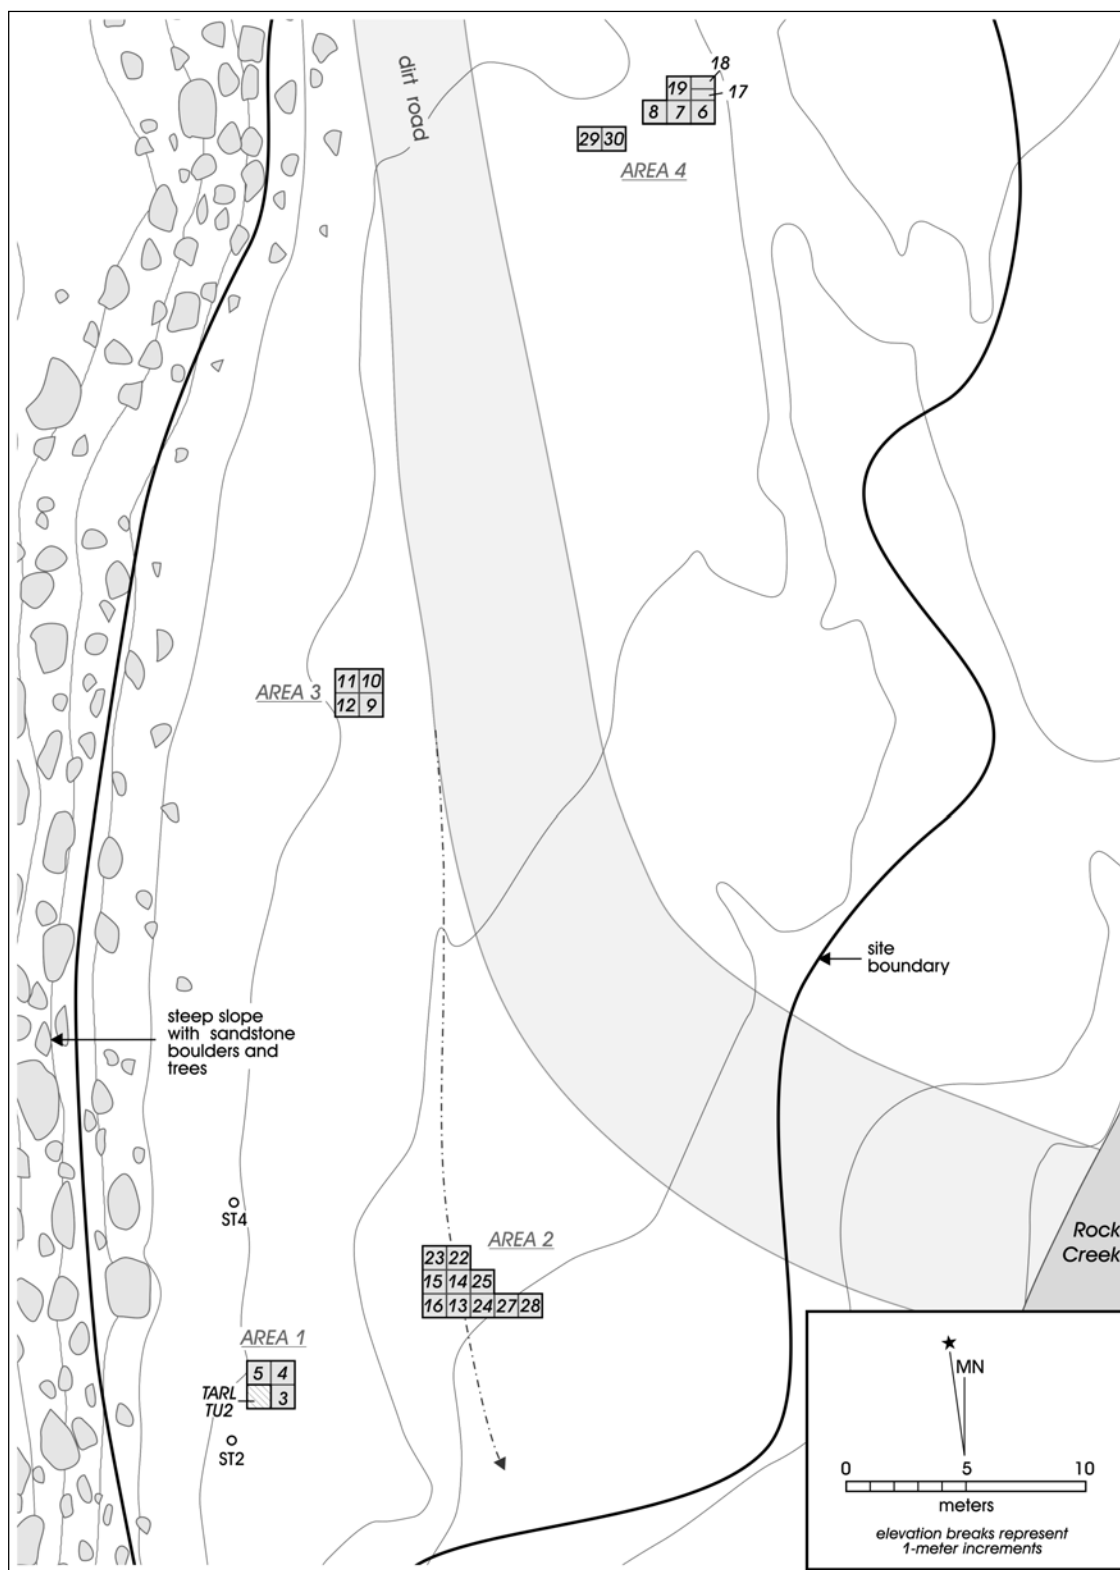 dirt road
18
19
17
8 7 6
29 30
AREA 4
11 10
AREA 3
12 9
site
boundary
steep slope
with sandstone
boulders and
trees
ST4
AREA 2
23 22
15 14 25
16 13 24 27 28
Rock
Creek
AREA 1
5 4
TARL
TU2
3
ST2
MN
0 5 10
meters
elevation breaks represent
1-meter increments